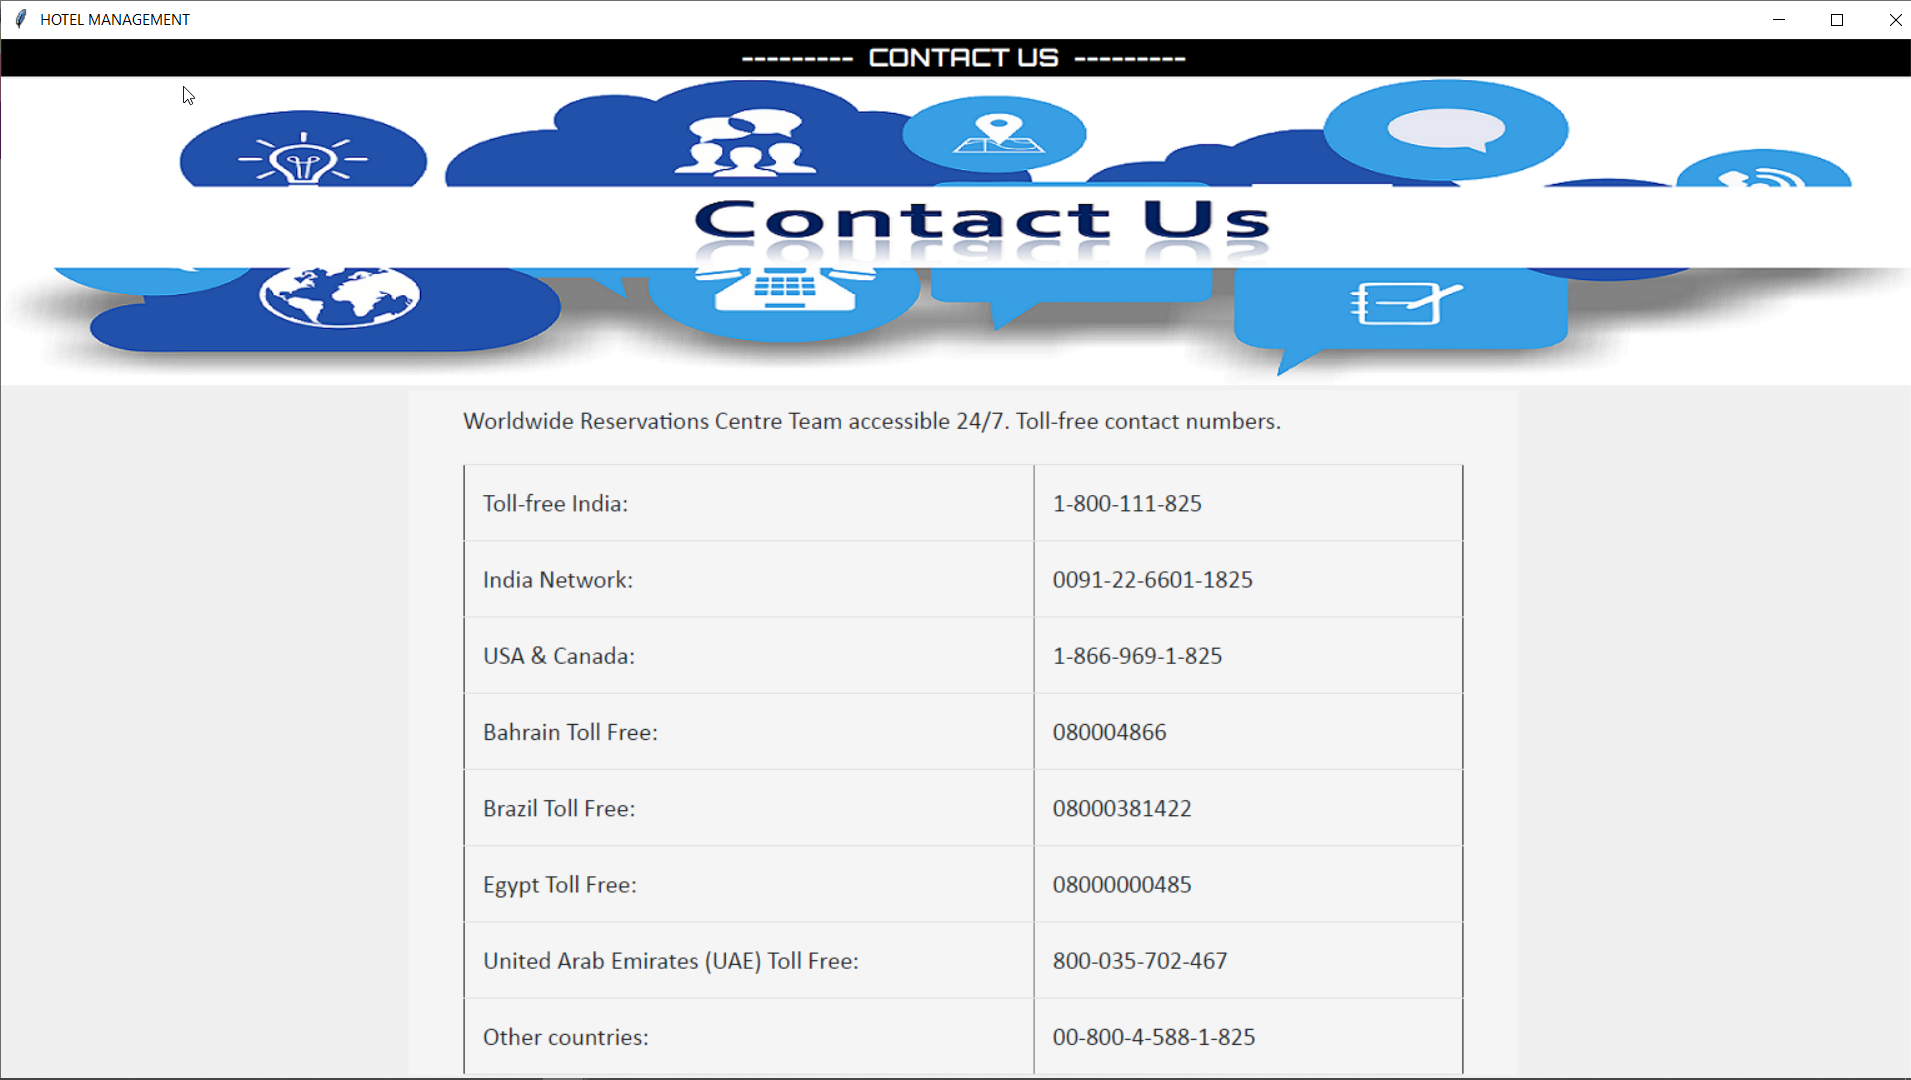 HOTEL MANAGEMENT
--------- CONTACT US ---------
Contact Us
Worldwide Reservations Centre Team accessible 24/7. Toll-free contact numbers.
Toll-free India: 1-800-111-825
India Network: 0091-22-6601-1825
USA & Canada: 1-866-969-1-825
Bahrain Toll Free: 080004866
Brazil Toll Free: 08000381422
Egypt Toll Free: 08000000485
United Arab Emirates (UAE) Toll Free: 800-035-702-467
Other countries: 00-800-4-588-1-825